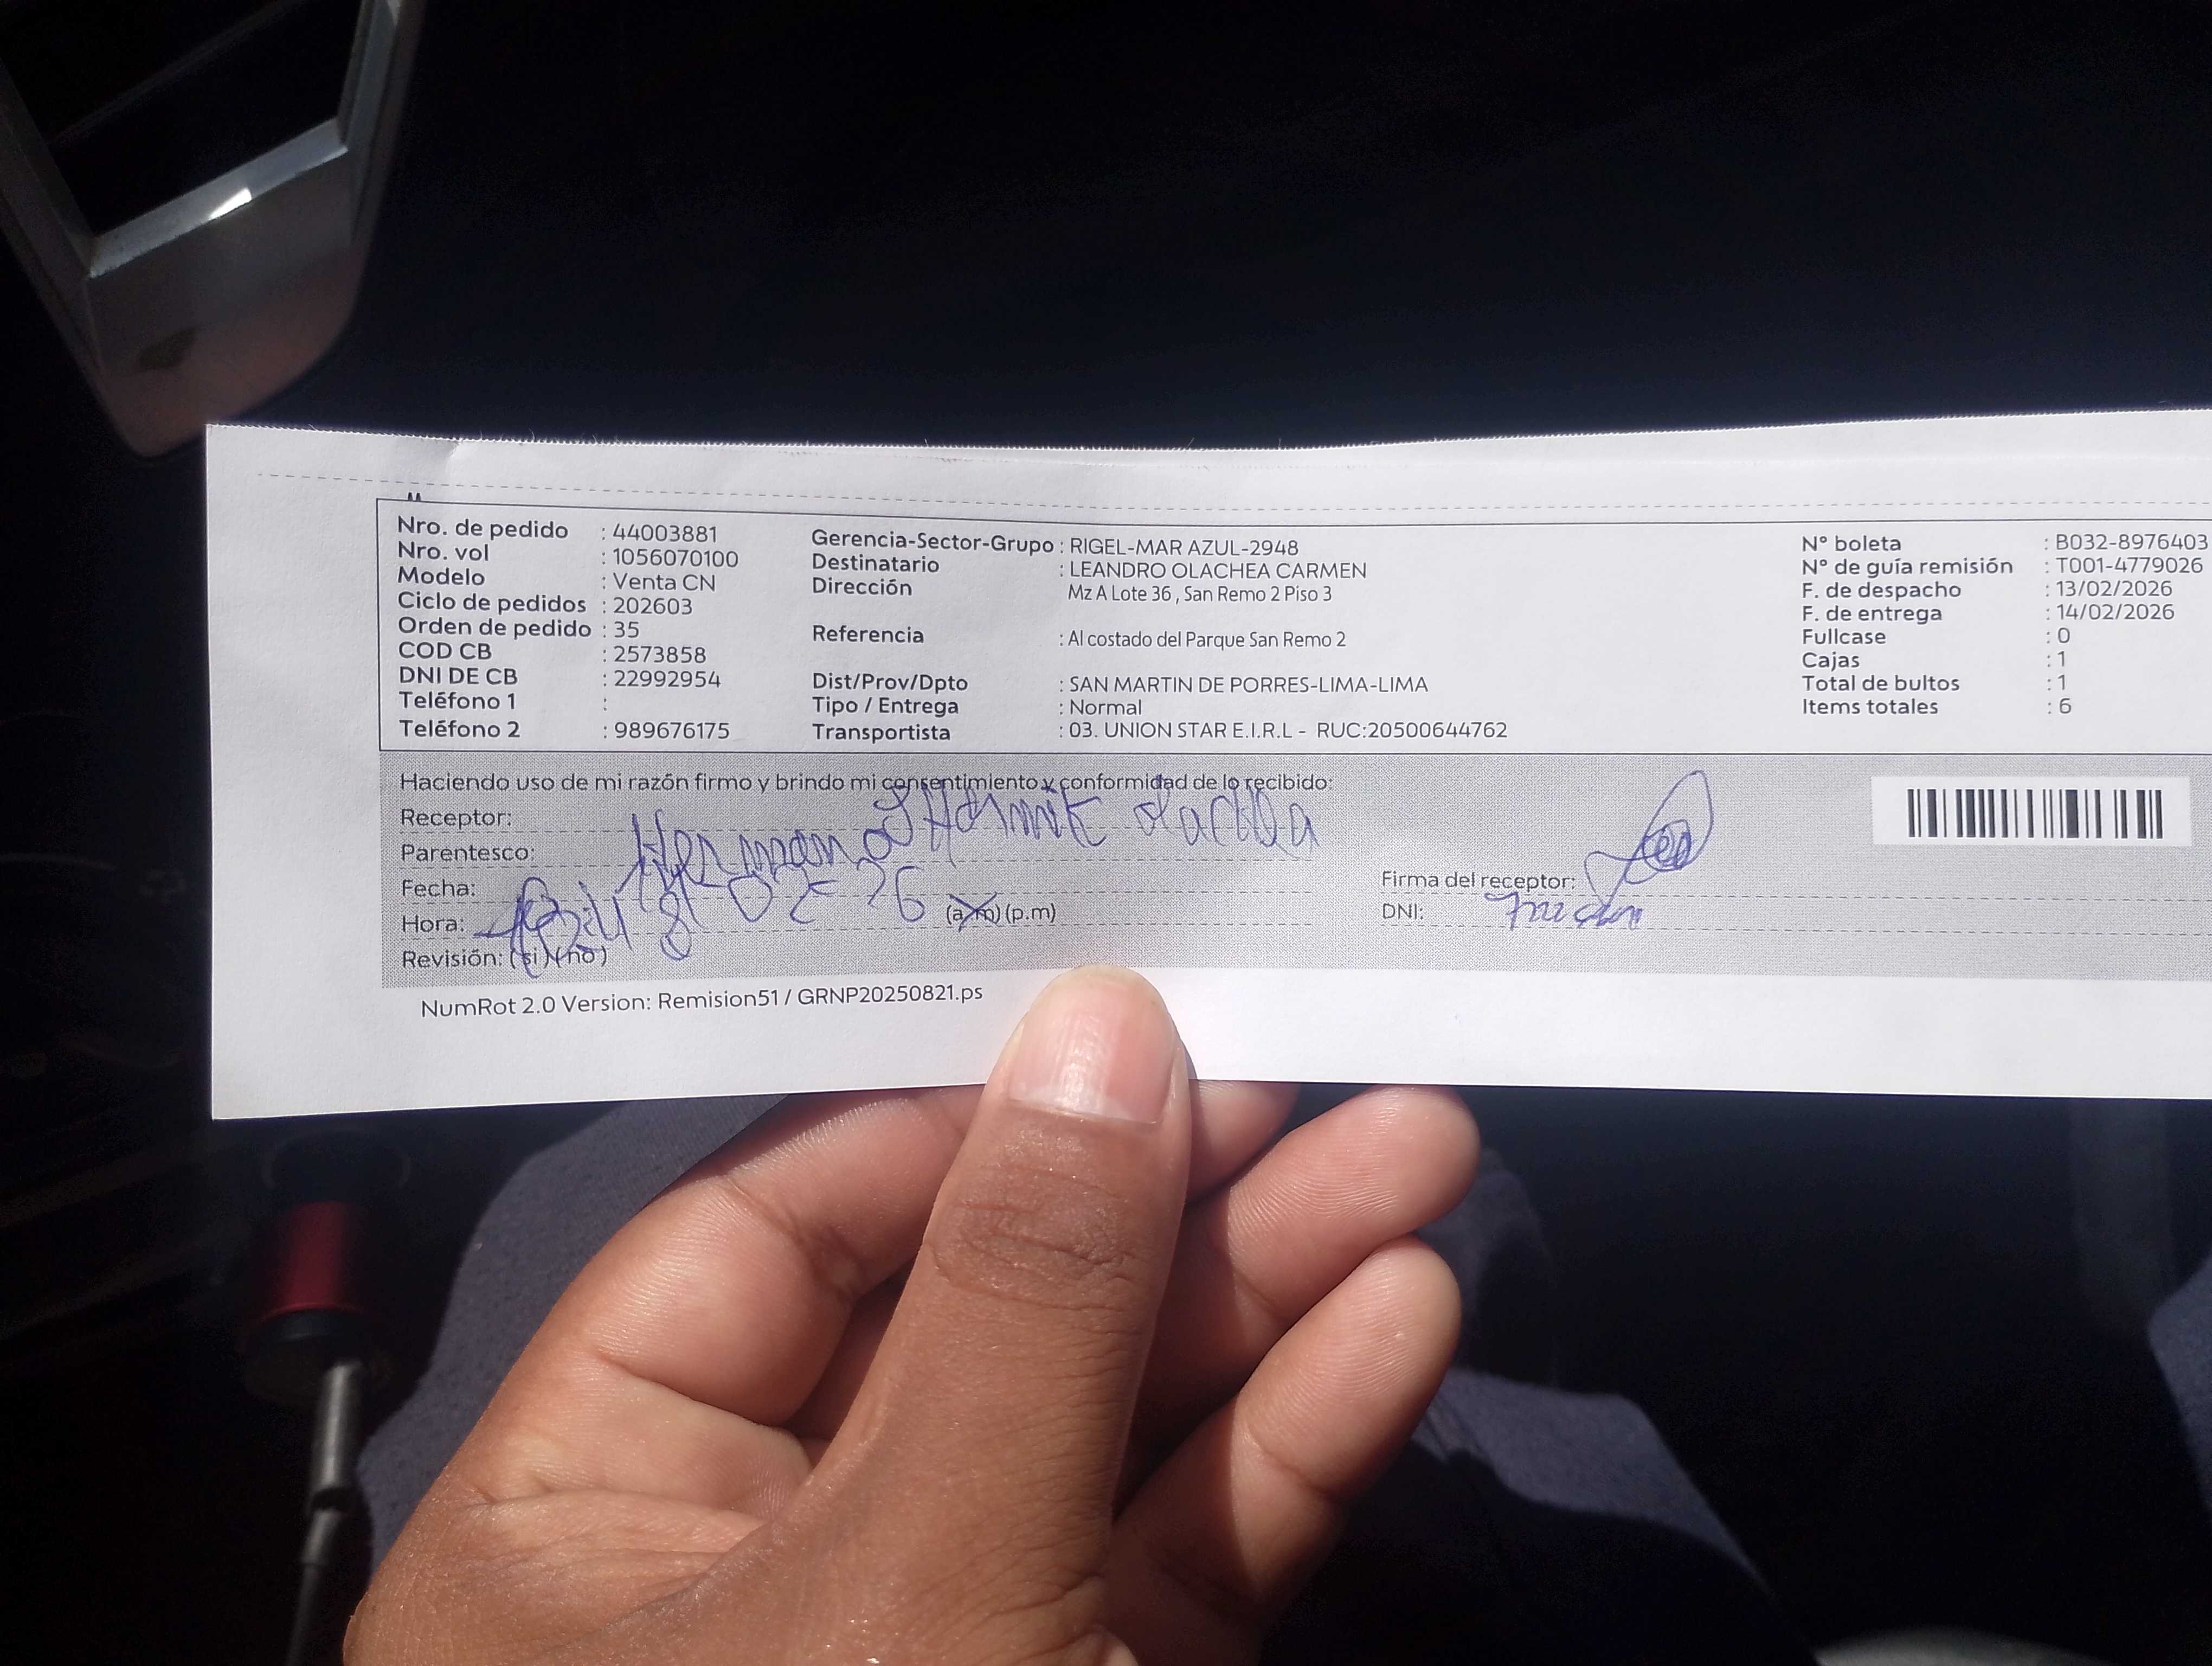 Nro. de pedido : 44003881
Nro. vol : 1056070100
Modelo : Venta CN
Ciclo de pedidos : 202603
Orden de pedido : 35
COD CB : 2573858
DNI DE CB : 22992954
Teléfono 1 :
Teléfono 2 : 989676175
Gerencia-Sector-Grupo : RIGEL-MAR AZUL-2948
Destinatario : LEANDRO OLACHEA CARMEN
Dirección Mz A Lote 36 , San Remo 2 Piso 3
Referencia : Al costado del Parque San Remo 2
Dist/Prov/Dpto : SAN MARTIN DE PORRES-LIMA-LIMA
Tipo / Entrega : Normal
Transportista : 03. UNION STAR E.I.R.L - RUC:20500644762
N° boleta : B032-8976403
N° de guía remisión : T001-4779026
F. de despacho : 13/02/2026
F. de entrega : 14/02/2026
Fullcase : 0
Cajas : 1
Total de bultos : 1
Items totales : 6
Haciendo uso de mi razón firmo y brindo mi consentimiento y conformidad de lo recibido:
Receptor:
Parentesco: Hermana
Fecha: 02 - 26
Hora: (a.m) (p.m)
Revisión: (si) (no)
Firma del receptor:
DNI:
NumRot 2.0 Version: Remision51 / GRNP20250821.ps